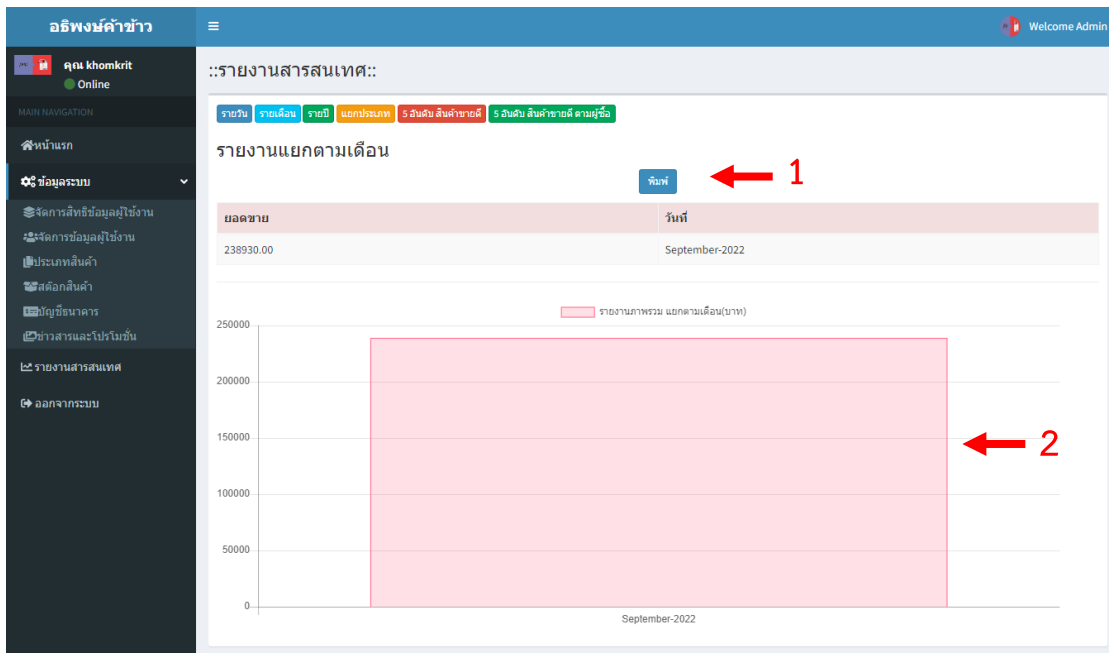 อธิพงษ์ค้าข้าว
Welcome Admin
คุณ khomkrit
Online
MAIN NAVIGATION
หน้าแรก
ข้อมูลระบบ
จัดการสิทธิข้อมูลผู้ใช้งาน
จัดการข้อมูลผู้ใช้งาน
ประเภทสินค้า
สต๊อกสินค้า
บัญชีธนาคาร
ข่าวสารและโปรโมชั่น
รายงานสารสนเทศ
ออกจากระบบ
::รายงานสารสนเทศ::
รายวัน รายเดือน รายปี แยกประเภท 5 อันดับ สินค้าขายดี 5 อันดับ สินค้าขายดี ตามผู้ซื้อ
รายงานแยกตามเดือน
พิมพ์ 1
ยอดขาย วันที่
238930.00 September-2022
รายงานภาพรวม แยกตามเดือน(บาท)
250000
200000
150000
2
100000
50000
0
September-2022